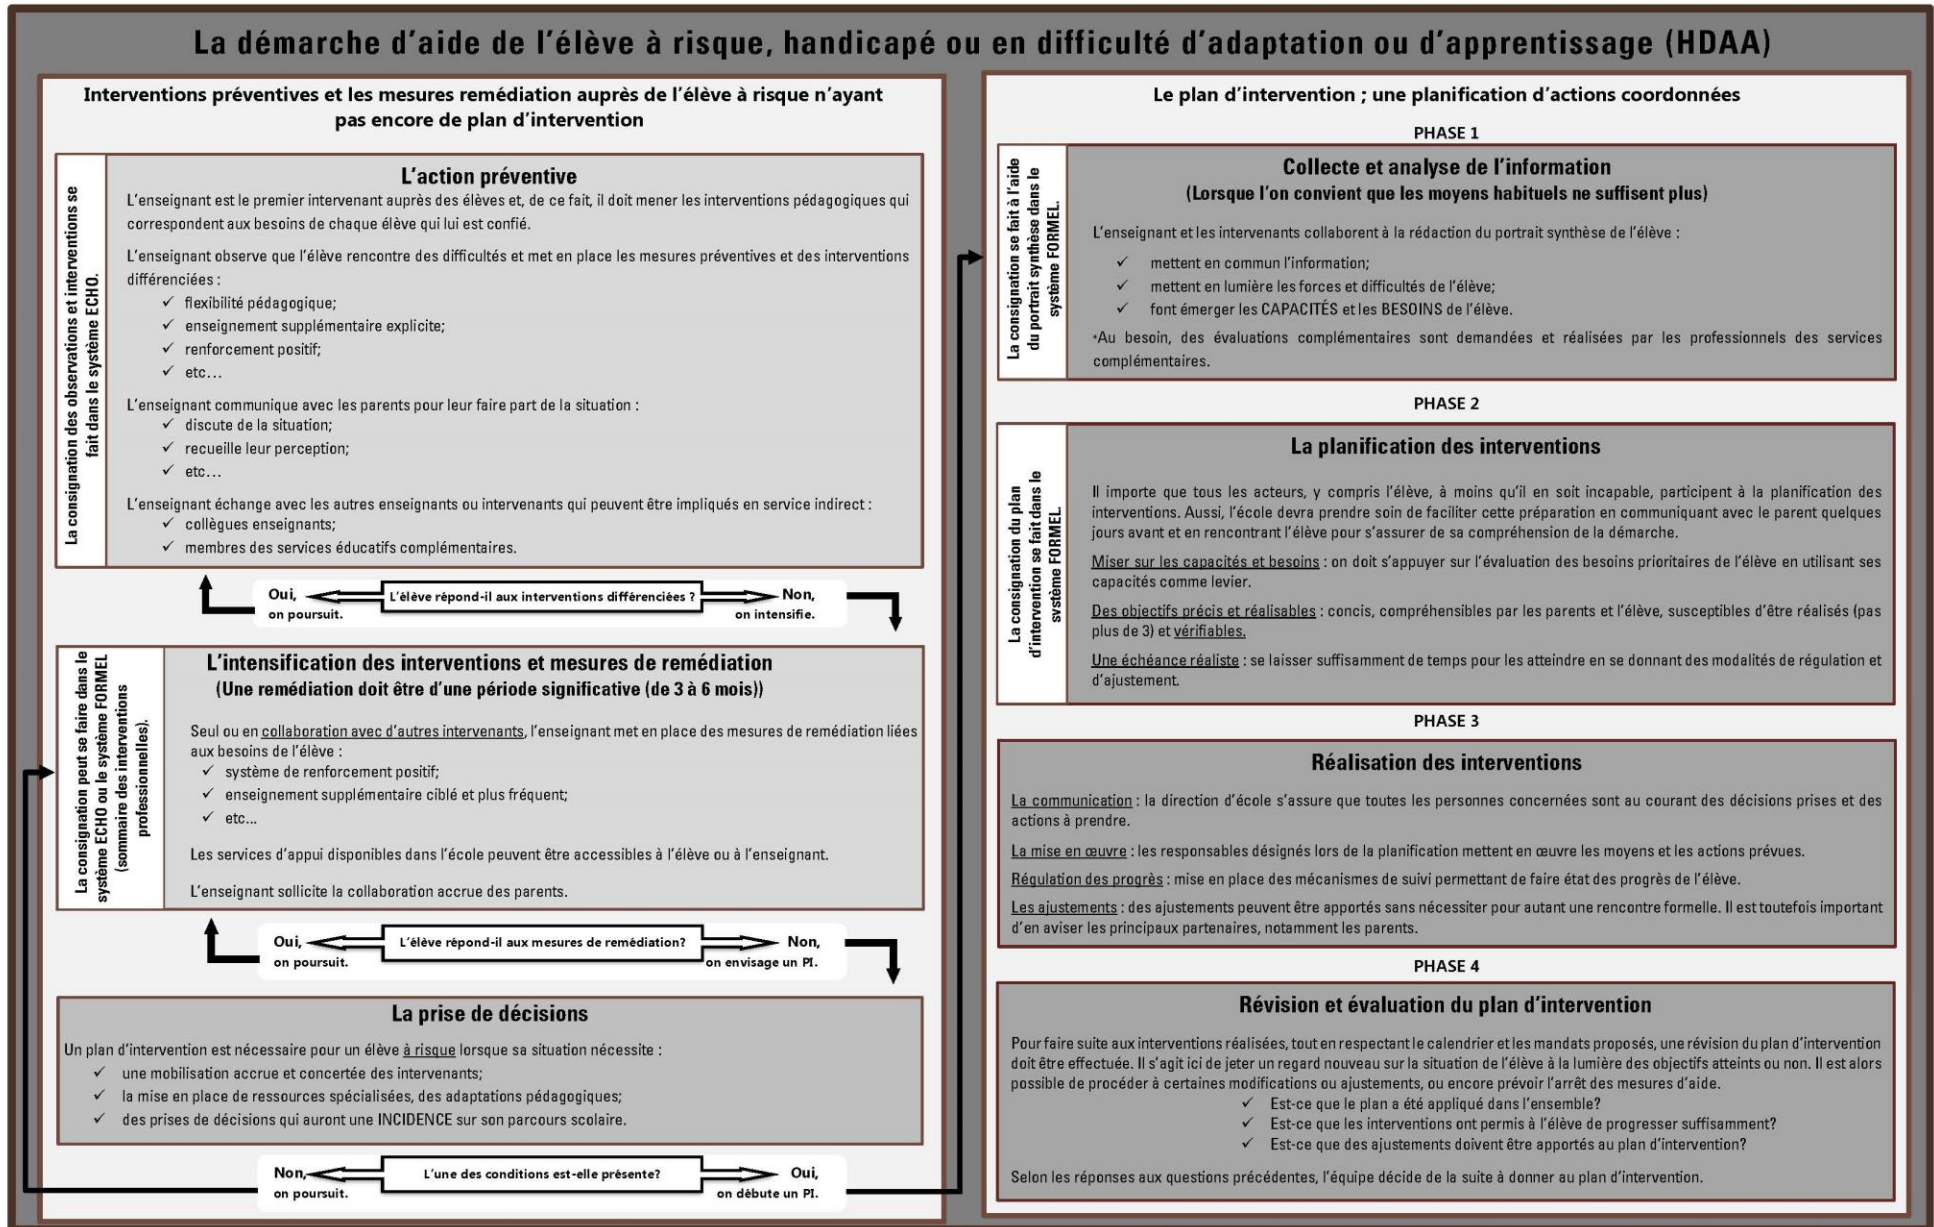 La démarche d'aide de l'élève à risque, handicapé ou en difficulté d'adaptation ou d'apprentissage (HDAA)
Interventions préventives et les mesures remédiation auprès de l'élève à risque n'ayant
pas encore de plan d'intervention
La consignation des observations et interventions se
fait dans le système ECHO.
L'action préventive
L'enseignant est le premier intervenant auprès des élèves et, de ce fait, il doit mener les interventions pédagogiques qui
correspondent aux besoins de chaque élève qui lui est confié.
L'enseignant observe que l'élève rencontre des difficultés et met en place les mesures préventives et des interventions
différenciées :
✓ flexibilité pédagogique;
✓ enseignement supplémentaire explicite;
✓ renforcement positif;
✓ etc…
L'enseignant communique avec les parents pour leur faire part de la situation :
✓ discute de la situation;
✓ recueille leur perception;
✓ etc…
L'enseignant échange avec les autres enseignants ou intervenants qui peuvent être impliqués en service indirect :
✓ collègues enseignants;
✓ membres des services éducatifs complémentaires.
Oui,
on poursuit.
L'élève répond-il aux interventions différenciées ?
Non,
on intensifie.
La consignation peut se faire dans le
système ECHO ou le système FORMEL
(sommaire des interventions
professionnelles).
L'intensification des interventions et mesures de remédiation
(Une remédiation doit être d'une période significative (de 3 à 6 mois))
Seul ou en collaboration avec d'autres intervenants, l'enseignant met en place des mesures de remédiation liées
aux besoins de l'élève :
✓ système de renforcement positif;
✓ enseignement supplémentaire ciblé et plus fréquent;
✓ etc...
Les services d'appui disponibles dans l'école peuvent être accessibles à l'élève ou à l'enseignant.
L'enseignant sollicite la collaboration accrue des parents.
Oui,
on poursuit.
L'élève répond-il aux mesures de remédiation?
Non,
on envisage un PI.
La prise de décisions
Un plan d'intervention est nécessaire pour un élève à risque lorsque sa situation nécessite :
✓ une mobilisation accrue et concertée des intervenants;
✓ la mise en place de ressources spécialisées, des adaptations pédagogiques;
✓ des prises de décisions qui auront une INCIDENCE sur son parcours scolaire.
Non,
on poursuit.
L'une des conditions est-elle présente?
Oui,
on débute un PI.
Le plan d'intervention ; une planification d'actions coordonnées
PHASE 1
La consignation se fait à l'aide
du portrait synthèse dans le
système FORMEL.
Collecte et analyse de l'information
(Lorsque l'on convient que les moyens habituels ne suffisent plus)
L'enseignant et les intervenants collaborent à la rédaction du portrait synthèse de l'élève :
✓ mettent en commun l'information;
✓ mettent en lumière les forces et difficultés de l'élève;
✓ font émerger les CAPACITÉS et les BESOINS de l'élève.
*Au besoin, des évaluations complémentaires sont demandées et réalisées par les professionnels des services
complémentaires.
PHASE 2
La consignation du plan
d'intervention se fait dans le
système FORMEL.
La planification des interventions
Il importe que tous les acteurs, y compris l'élève, à moins qu'il en soit incapable, participent à la planification des
interventions. Aussi, l'école devra prendre soin de faciliter cette préparation en communiquant avec le parent quelques
jours avant et en rencontrant l'élève pour s'assurer de sa compréhension de la démarche.
Miser sur les capacités et besoins : on doit s'appuyer sur l'évaluation des besoins prioritaires de l'élève en utilisant ses
capacités comme levier.
Des objectifs précis et réalisables : concis, compréhensibles par les parents et l'élève, susceptibles d'être réalisés (pas
plus de 3) et vérifiables.
Une échéance réaliste : se laisser suffisamment de temps pour les atteindre en se donnant des modalités de régulation et
d'ajustement.
PHASE 3
Réalisation des interventions
La communication : la direction d'école s'assure que toutes les personnes concernées sont au courant des décisions prises et des
actions à prendre.
La mise en œuvre : les responsables désignés lors de la planification mettent en œuvre les moyens et les actions prévues.
Régulation des progrès : mise en place des mécanismes de suivi permettant de faire état des progrès de l'élève.
Les ajustements : des ajustements peuvent être apportés sans nécessiter pour autant une rencontre formelle. Il est toutefois important
d'en aviser les principaux partenaires, notamment les parents.
PHASE 4
Révision et évaluation du plan d'intervention
Pour faire suite aux interventions réalisées, tout en respectant le calendrier et les mandats proposés, une révision du plan d'intervention
doit être effectuée. Il s'agit ici de jeter un regard nouveau sur la situation de l'élève à la lumière des objectifs atteints ou non. Il est alors
possible de procéder à certaines modifications ou ajustements, ou encore prévoir l'arrêt des mesures d'aide.
✓ Est-ce que le plan a été appliqué dans l'ensemble?
✓ Est-ce que les interventions ont permis à l'élève de progresser suffisamment?
✓ Est-ce que des ajustements doivent être apportés au plan d'intervention?
Selon les réponses aux questions précédentes, l'équipe décide de la suite à donner au plan d'intervention.